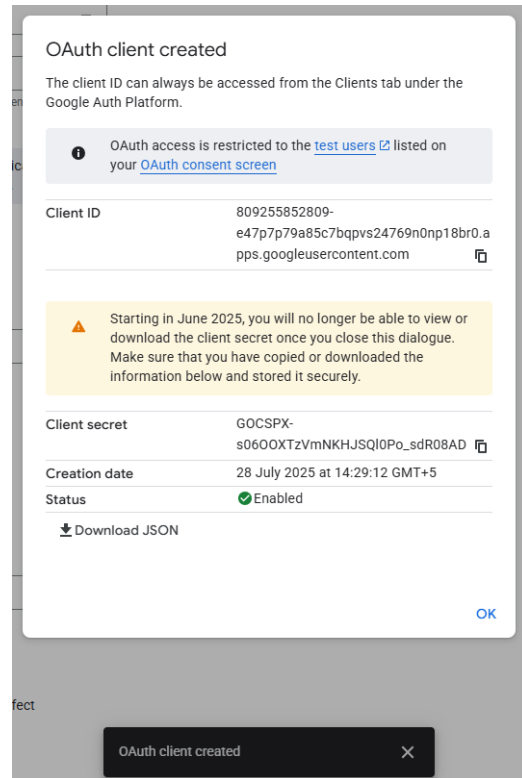 OAuth client created
The client ID can always be accessed from the Clients tab under the
Google Auth Platform.
en
OAuth access is restricted to the test users listed on
your OAuth consent screen
ica
Client ID
809255852809-
e47p7p79a85c7bqpvs24769n0np18br0.a
pps.googleusercontent.com
Starting in June 2025, you will no longer be able to view or
download the client secret once you close this dialogue.
Make sure that you have copied or downloaded the
information below and stored it securely.
Client secret
GOCSPX-
s06OOXTzVmNKHJSQl0Po_sdR08AD
Creation date 28 July 2025 at 14:29:12 GMT+5
Status Enabled
Download JSON
OK
fect
OAuth client created